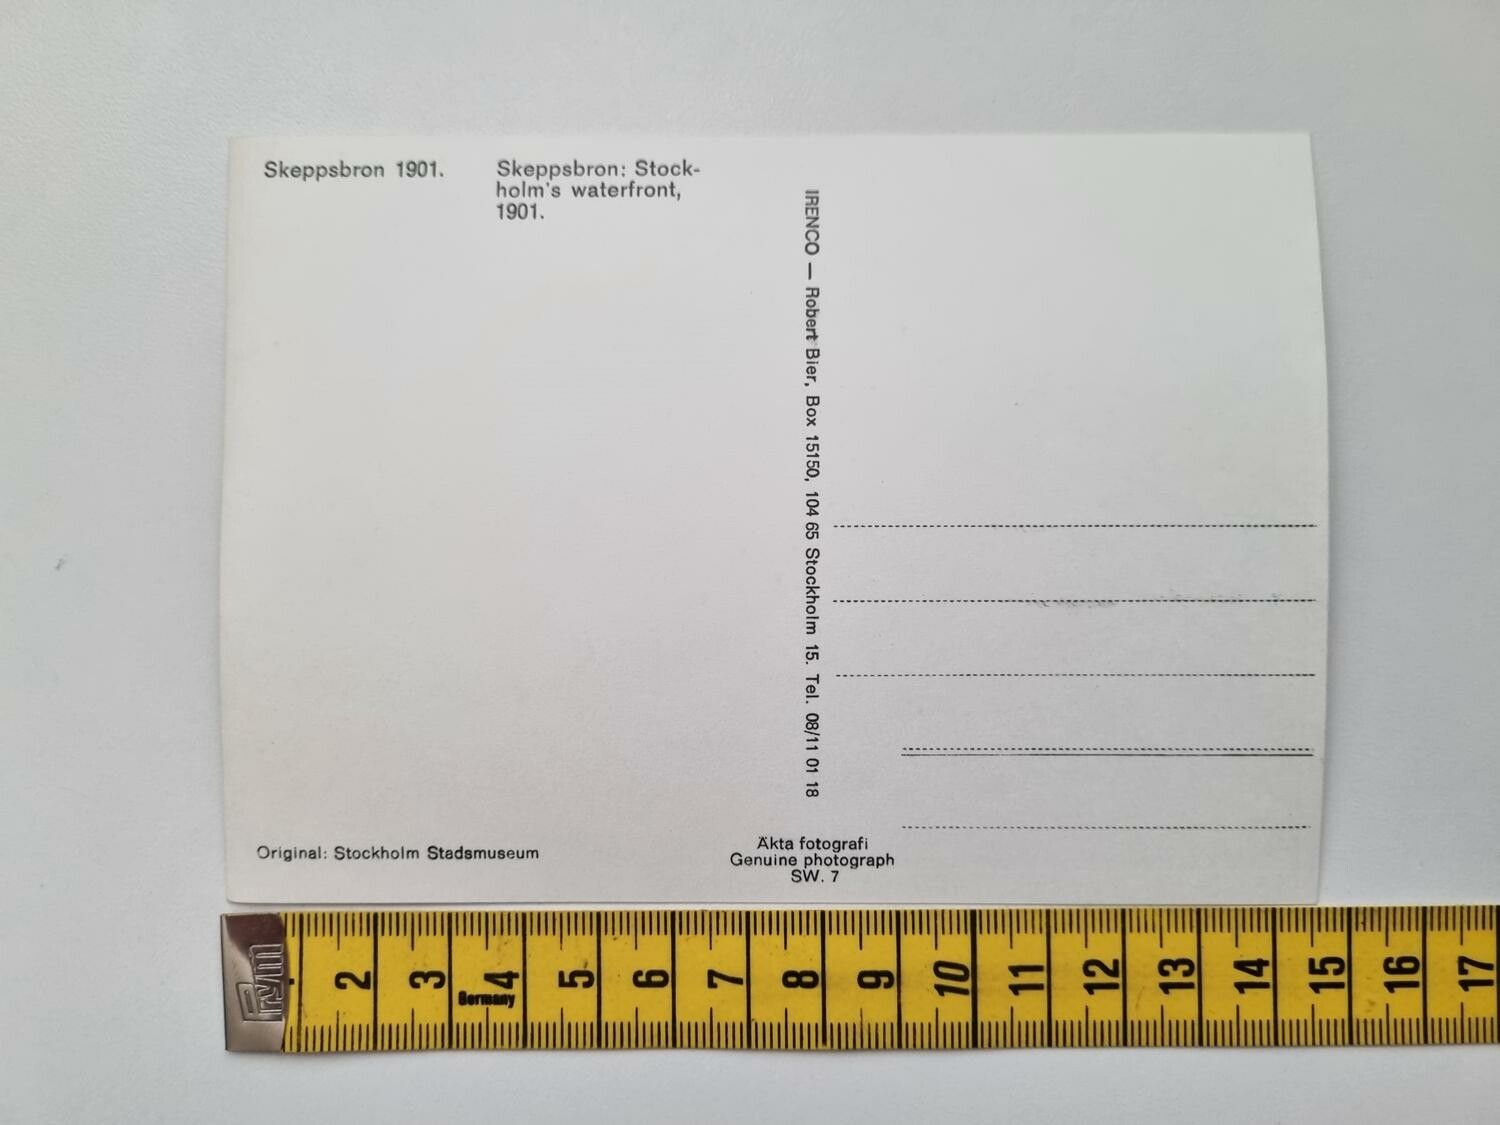 Skeppsbron 1901.
Skeppsbron: Stock-
holm's waterfront,
1901.
IRENCO — Robert Bier, Box 15150, 104 65 Stockholm 15. Tel. 08/11 01 18
Original: Stockholm Stadsmuseum
Äkta fotografi
Genuine photograph
SW. 7
Prym
2 3 4 5 6 7 8 9 10 11 12 13 14 15 16 17
Germany